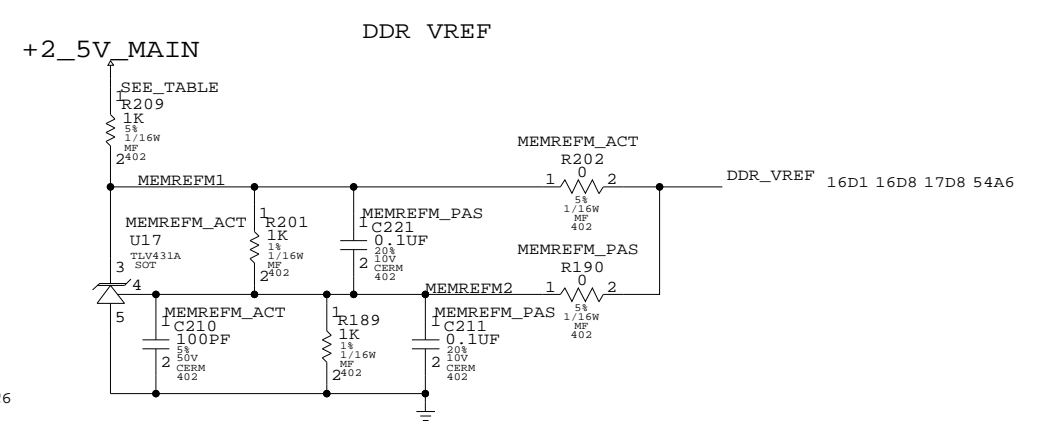 DDR VREF
+2_5V_MAIN
SEE_TABLE
1
R209
1K
5%
1/16W
MF
402
2
MEMREFM1
MEMREFM_ACT
R202
0
1 2
5%
1/16W
MF
402
DDR_VREF 16D1 16D8 17D8 54A6
MEMREFM_ACT
U17
TLV431A
SOT
3
4
5
1
R201
1K
1%
1/16W
MF
402
2
MEMREFM_PAS
1
C221
0.1UF
20%
10V
CERM
402
2
MEMREFM_PAS
R190
0
1 2
5%
1/16W
MF
402
MEMREFM2
MEMREFM_ACT
1
C210
100PF
5%
50V
CERM
402
2
1
R189
1K
1%
1/16W
MF
402
2
MEMREFM_PAS
1
C211
0.1UF
20%
10V
CERM
402
2
6